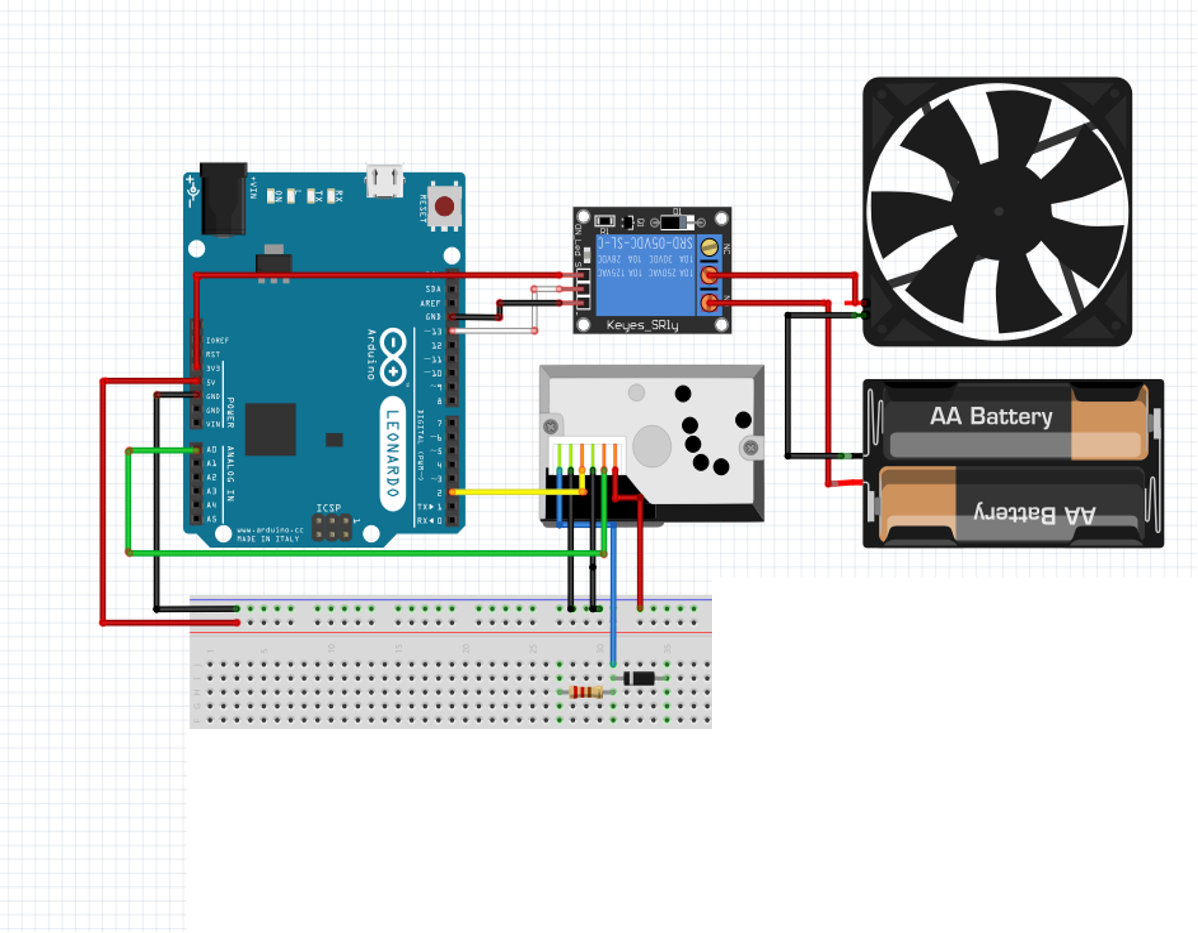 +VIN
ON
L
TX
RX
RESET
SDA
AREF
GND
~13
12
~11
~10
~9
8
IOREF
RST
3V3
5V
GND
GND
VIN
POWER
A0
A1
A2
A3
A4
A5
ANALOG IN
Arduino
LEONARDO
DIGITAL (PWM~)
7
~6
~5
4
~3
2
TX▸ 1
RX◂ 0
ICSP
1
www.arduino.cc
MADE IN ITALY
SRD-05VDC-SL-C
10A 250VAC 10A 125VAC
10A 30VDC 10A 28VDC
NC
Keyes_SRly
AA Battery
AA Battery
1
5
10
15
20
25
30
35